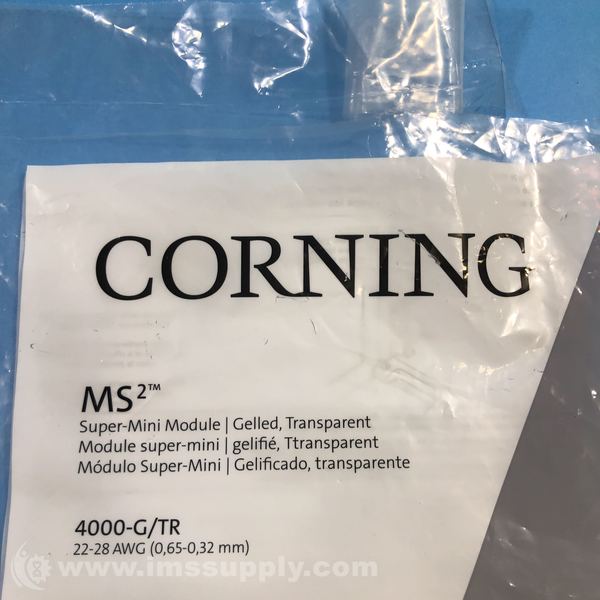 CORNING
MS²™
Super-Mini Module | Gelled, Transparent
Module super-mini | gelifié, Ttransparent
Módulo Super-Mini | Gelificado, transparente
4000-G/TR
22-28 AWG (0,65-0,32 mm)
www.imssupply.com